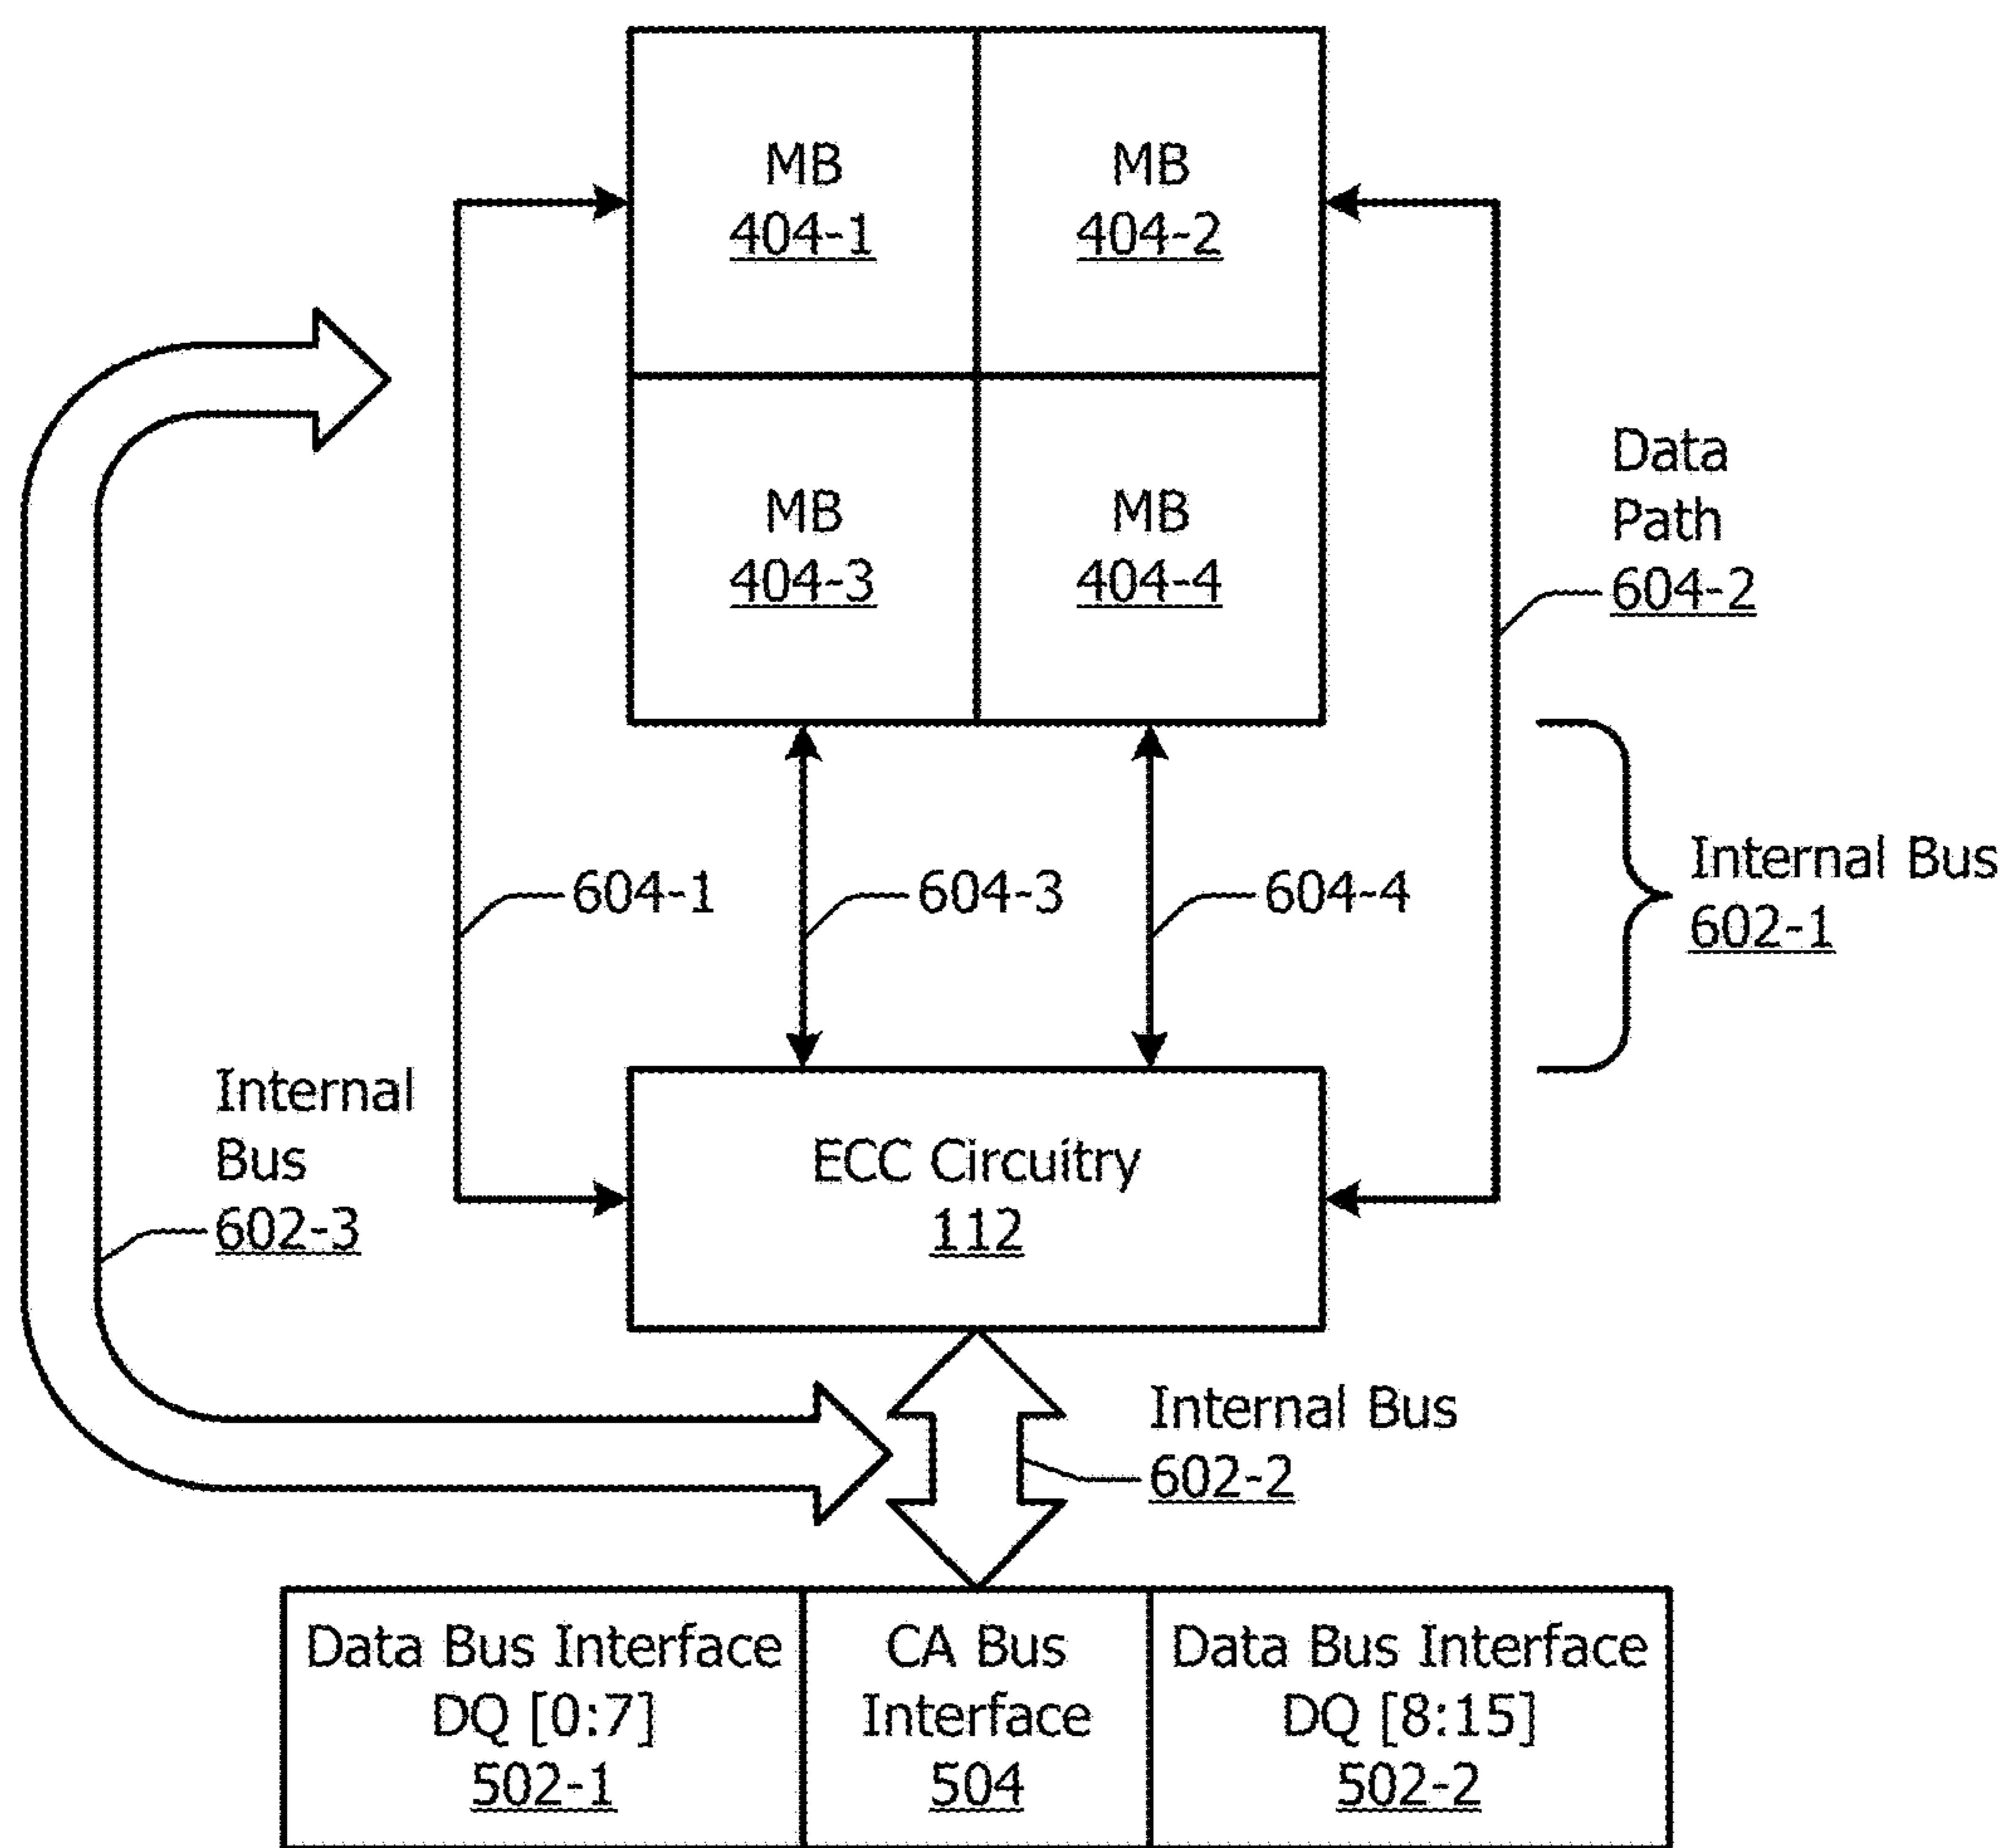 MB
404-1
MB
404-2
MB
404-3
MB
404-4
Data
Path
604-2
604-1
604-3
604-4
Internal Bus
602-1
Internal
Bus
602-3
ECC Circuitry
112
Internal Bus
602-2
Data Bus Interface
DQ [0:7]
502-1
CA Bus
Interface
504
Data Bus Interface
DQ [8:15]
502-2